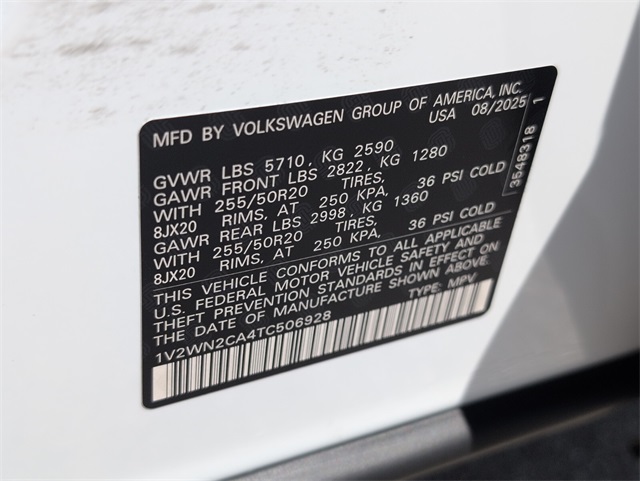 MFD BY VOLKSWAGEN GROUP OF AMERICA, INC.
USA 08/2025
GVWR LBS 5710, KG 2590
GAWR FRONT LBS 2822, KG 1280
WITH 255/50R20 TIRES,
8JX20 RIMS, AT 250 KPA, 36 PSI COLD
GAWR REAR LBS 2998, KG 1360
WITH 255/50R20 TIRES,
8JX20 RIMS, AT 250 KPA, 36 PSI COLD
THIS VEHICLE CONFORMS TO ALL APPLICABLE
U.S. FEDERAL MOTOR VEHICLE SAFETY AND
THEFT PREVENTION STANDARDS IN EFFECT ON
THE DATE OF MANUFACTURE SHOWN ABOVE.
1V2WN2CA4TC506928 TYPE: MPV
3548318 1